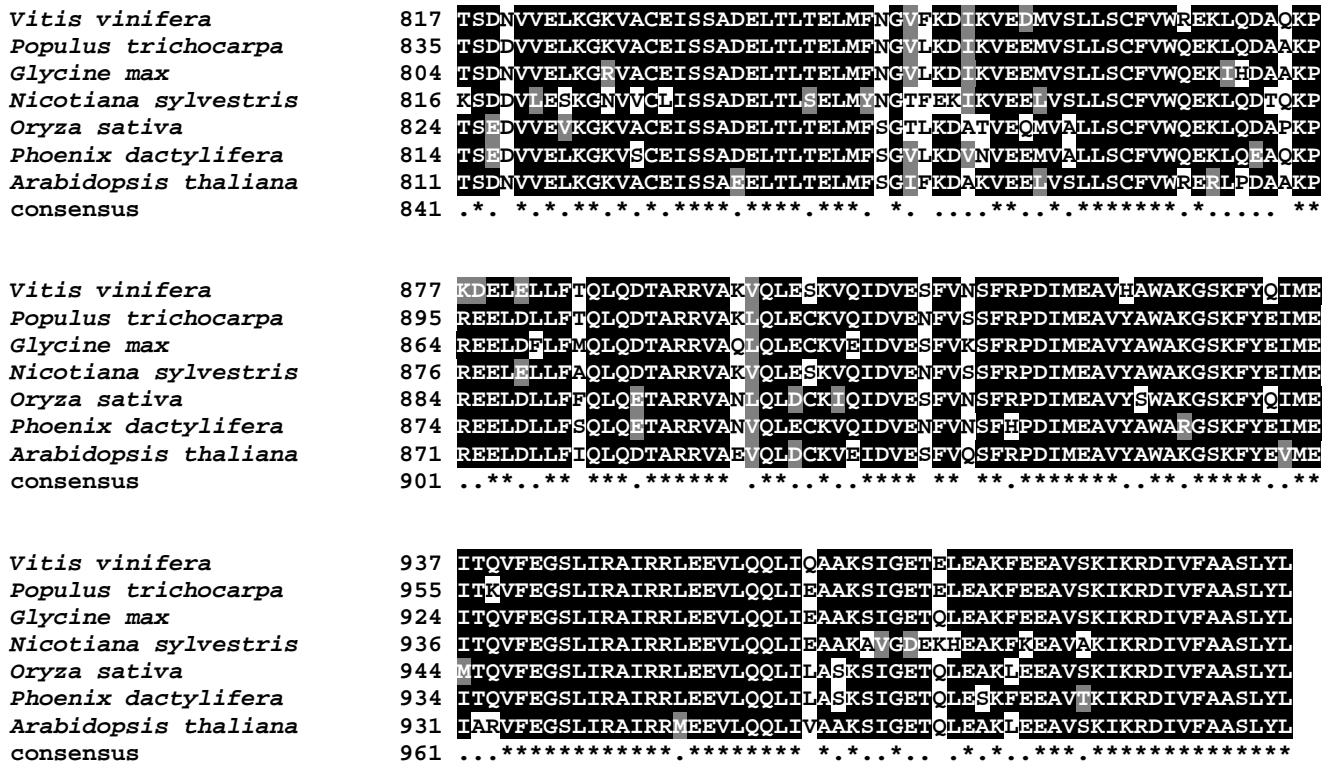 Vitis vinifera 817 TSDNVVELKGKVACEISSADELTLTELMFNGVFKDIKVEDMVSLLSCFVWREKLQDAQKP
Populus trichocarpa 835 TSDDVVELKGKVACEISSADELTLTELMFNGVLKDIKVEEMVSLLSCFVWQEKLQDAAKP
Glycine max 804 TSDNVVELKGRVACEISSADELTLTELMFNGVLKDIKVEEMVSLLSCFVWQEKIHDAAKP
Nicotiana sylvestris 816 KSDDVLESKGNVVCLISSADELTLSELMYNGTFEKIKVEELVSLLSCFVWQEKLQDTQKP
Oryza sativa 824 TSEDVVEVKGKVACEISSADELTLTELMFSGTLKDATVEQMVALLSCFVWQEKLQDAPKP
Phoenix dactylifera 814 TSEDVVELKGKVSCEISSADELTLTELMFSGVLKDVNVEEMVALLSCFVWQEKLQEAQKP
Arabidopsis thaliana 811 TSDNVVELKGKVACEISSAEELTLTELMFSGIFKDAKVEELVSLLSCFVWRERLPDAAKP
consensus 841 .*. *.*.**.*.*.****.****.***. *. ....**..*.********.*..... **
Vitis vinifera 877 KDELELLFTQLQDTARRVAKVQLESKVQIDVESFVNSFRPDIMEAVHAWAKGSKFYQIME
Populus trichocarpa 895 REELDLLFTQLQDTARRVAKLQLECKVQIDVENFVSSFRPDIMEAVYAWAKGSKFYEIME
Glycine max 864 REELDFLFMQLQDTARRVAQLQLECKVEIDVESFVKSFRPDIMEAVYAWAKGSKFYEIME
Nicotiana sylvestris 876 REELELLFAQLQDTARRVAKVQLESKVQIDVENFVSSFRPDIMEAVYAWAKGSKFYEIME
Oryza sativa 884 REELDLLFFQLQETARRVANLQLDCKIQIDVESFVNSFRPDIMEAVYSWAKGSKFYQIME
Phoenix dactylifera 874 REELDLLFSQLQETARRVANVQLECKVQIDVENFVNSFHPDIMEAVYAWARGSKFYEIME
Arabidopsis thaliana 871 REELDLLFIQLQDTARRVAEVQLDCKVEIDVESFVQSFRPDIMEAVYAWAKGSKFYEVME
consensus 901 ..**..** ***.****** .**..*..****.** **.*******..**.*****..**
Vitis vinifera 937 ITQVFEGSLIRAIRRLEEVLQQLIQAAKSIGETELEAKFEEAVSKIKRDIVFAASLYL
Populus trichocarpa 955 ITKVFEGSLIRAIRRLEEVLQQLIEAAKSIGETELEAKFEEAVSKIKRDIVFAASLYL
Glycine max 924 ITQVFEGSLIRAIRRLEEVLQQLIEAAKSIGETQLEAKFEEAVSKIKRDIVFAASLYL
Nicotiana sylvestris 936 ITQVFEGSLIRAIRRLEEVLQQLIEAAKAVGDEKHEAKFKEAVAKIKRDIVFAASLYL
Oryza sativa 944 MTQVFEGSLIRAIRRLEEVLQQLILASKSIGETQLEAKLEEAVSKIKRDIVFAASLYL
Phoenix dactylifera 934 ITQVFEGSLIRAIRRLEEVLQQLILASKSIGETQLESKFEEAVTKIKRDIVFAASLYL
Arabidopsis thaliana 931 IARVFEGSLIRAIRRMEEVLQQLIVAAKSIGETQLEAKLEEAVSKIKRDIVFAASLYL
consensus 961 ...************.******** *.*..*.. .*.*..***.**************